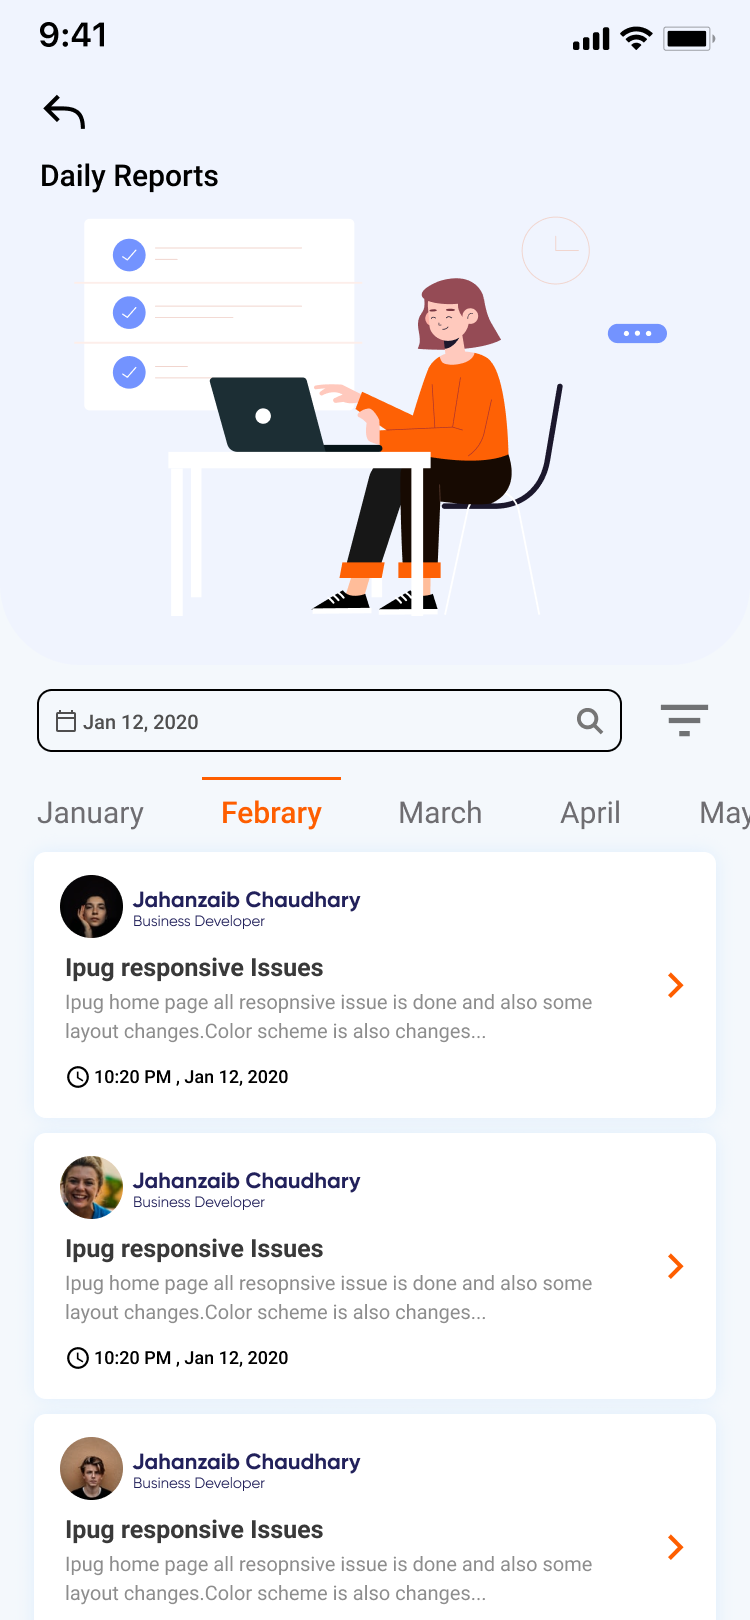 9:41
Daily Reports
Jan 12, 2020
January Febrary March April May
Jahanzaib Chaudhary
Business Developer
Ipug responsive Issues
Ipug home page all resopnsive issue is done and also some
layout changes.Color scheme is also changes...
10:20 PM , Jan 12, 2020
Jahanzaib Chaudhary
Business Developer
Ipug responsive Issues
Ipug home page all resopnsive issue is done and also some
layout changes.Color scheme is also changes...
10:20 PM , Jan 12, 2020
Jahanzaib Chaudhary
Business Developer
Ipug responsive Issues
Ipug home page all resopnsive issue is done and also some
layout changes.Color scheme is also changes...